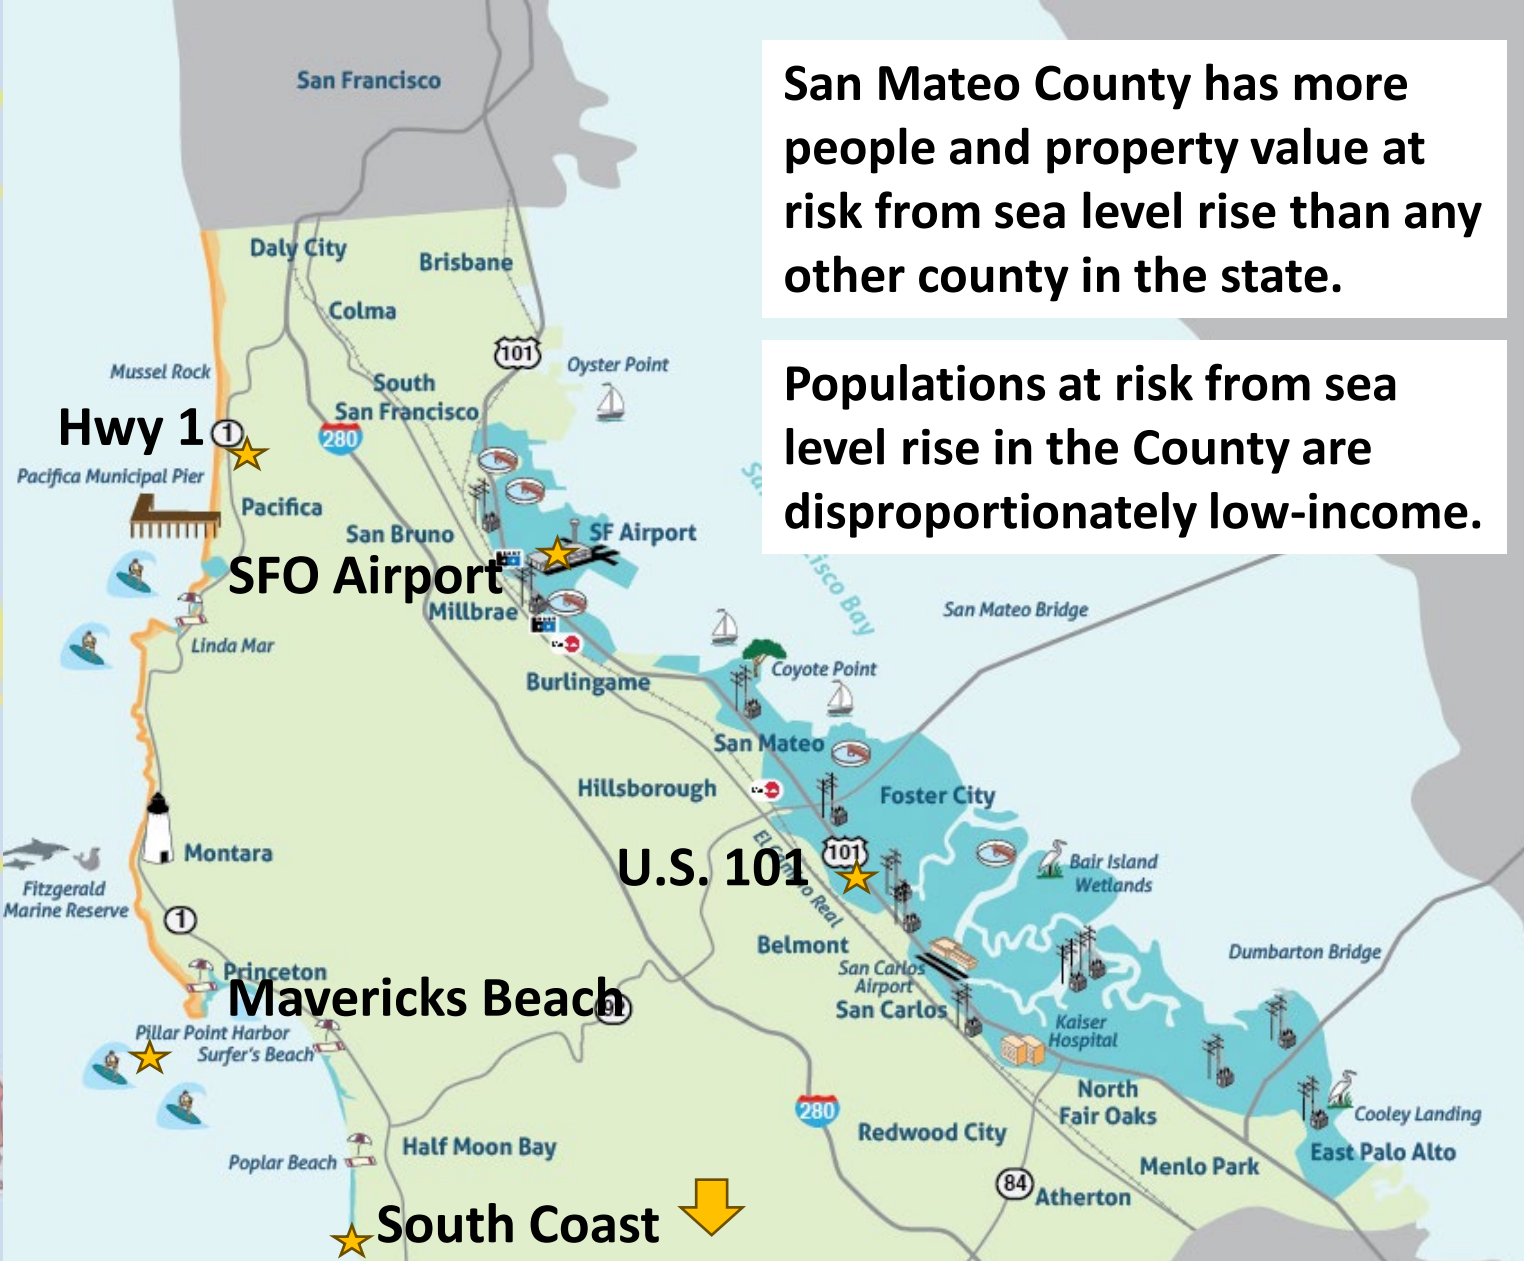 San Francisco
San Mateo County has more
people and property value at
risk from sea level rise than any
other county in the state.
Daly City
Brisbane
Colma
101
Oyster Point
Mussel Rock
South
San Francisco
Populations at risk from sea
level rise in the County are
disproportionately low-income.
Hwy 1
1
280
Pacifica Municipal Pier
Pacifica
San Bruno
SF Airport
SFO Airport
Millbrae
San Mateo Bridge
Linda Mar
Coyote Point
Burlingame
San Mateo
Hillsborough
Foster City
El Camino Real
Montara
U.S. 101
101
Bair Island
Wetlands
Fitzgerald
Marine Reserve
1
Belmont
Dumbarton Bridge
San Carlos
Airport
Princeton
Mavericks Beach
San Carlos
Pillar Point Harbor
Surfer's Beach
Kaiser
Hospital
North
Fair Oaks
280
Cooley Landing
Redwood City
Half Moon Bay
East Palo Alto
Poplar Beach
Menlo Park
84
Atherton
South Coast